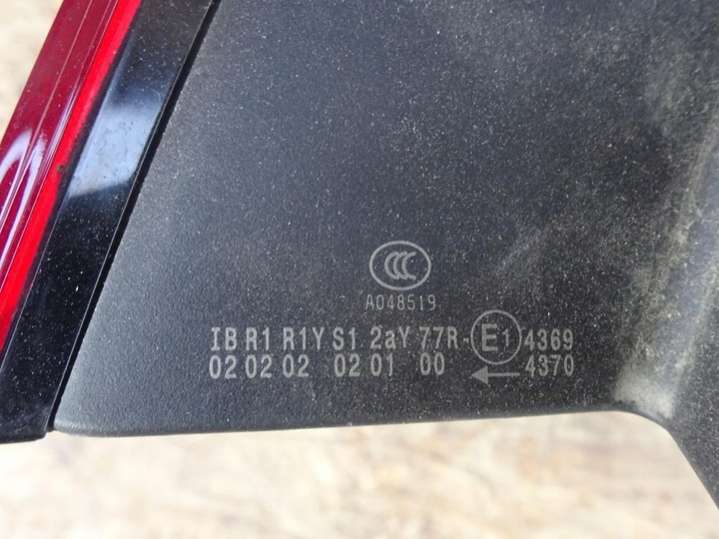 CCC
A048519
IB R1 R1Y S1 2aY 77R-E1 4369
02 02 02 02 01 00 ← 4370